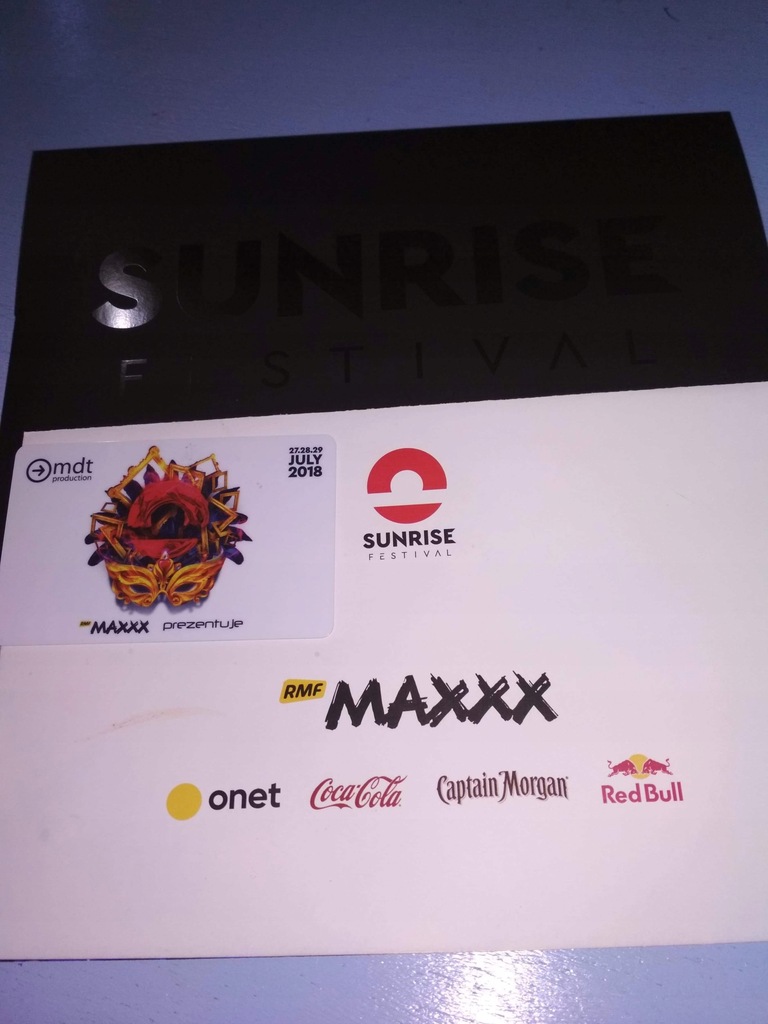 SUNRISE
FESTIVAL
mdt
production
27.28.29
JULY
2018
RMF MAXXX prezentuje
SUNRISE
FESTIVAL
RMF MAXXX
onet Coca-Cola Captain Morgan Red Bull